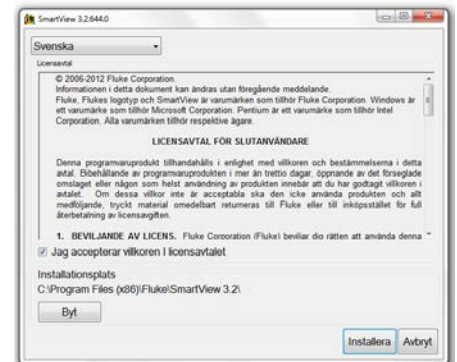 SmartView 3.2.644.0
Svenska
Licensavtal
© 2006-2012 Fluke Corporation.
Informationen i detta dokument kan ändras utan föregående meddelande.
Fluke, Flukes logotyp och SmartView är varumärken som tillhör Fluke Corporation. Windows är
ett varumärke som tillhör Microsoft Corporation. Pentium är ett varumärke som tillhör Intel
Corporation. Alla varumärken tillhör respektive ägare.
LICENSAVTAL FÖR SLUTANVÄNDARE
Denna programvaruprodukt tillhandahålls i enlighet med villkoren och bestämmelserna i detta
avtal. Bibehållande av programvaruprodukten i mer än trettio dagar, öppnande av det förseglade
omslaget eller någon som helst användning av produkten innebär att du har godtagit villkoren i
avtalet. Om dessa villkor inte är acceptabla ska den icke använda produkten och allt
medföljande, tryckt material omedelbart returneras till Fluke eller till inköpsstället för full
återbetalning av licensavgiften.
1. BEVILJANDE AV LICENS. Fluke Corporation (Fluke) beviljar dig rätten att använda denna
Jag accepterar villkoren I licensavtalet
Installationsplats
C:\Program Files (x86)\Fluke\SmartView 3.2\
Byt
Installera Avbryt